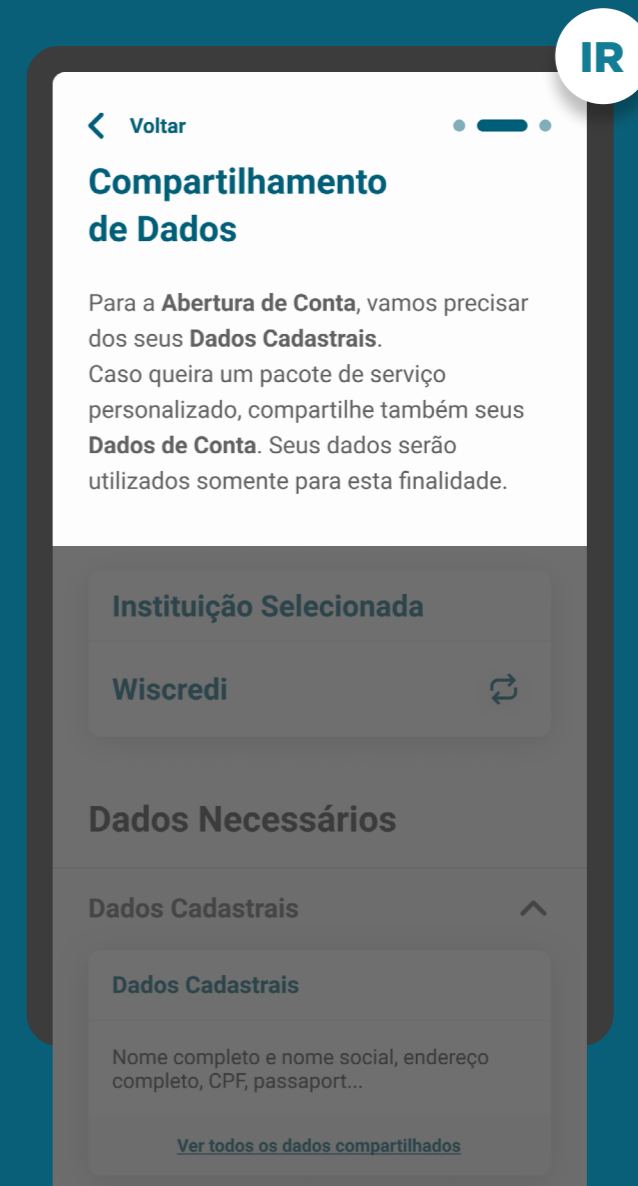 IR
Voltar
Compartilhamento
de Dados
Para a Abertura de Conta, vamos precisar
dos seus Dados Cadastrais.
Caso queira um pacote de serviço
personalizado, compartilhe também seus
Dados de Conta. Seus dados serão
utilizados somente para esta finalidade.
Instituição Selecionada
Wiscredi
Dados Necessários
Dados Cadastrais
Dados Cadastrais
Nome completo e nome social, endereço
completo, CPF, passaport...
Ver todos os dados compartilhados